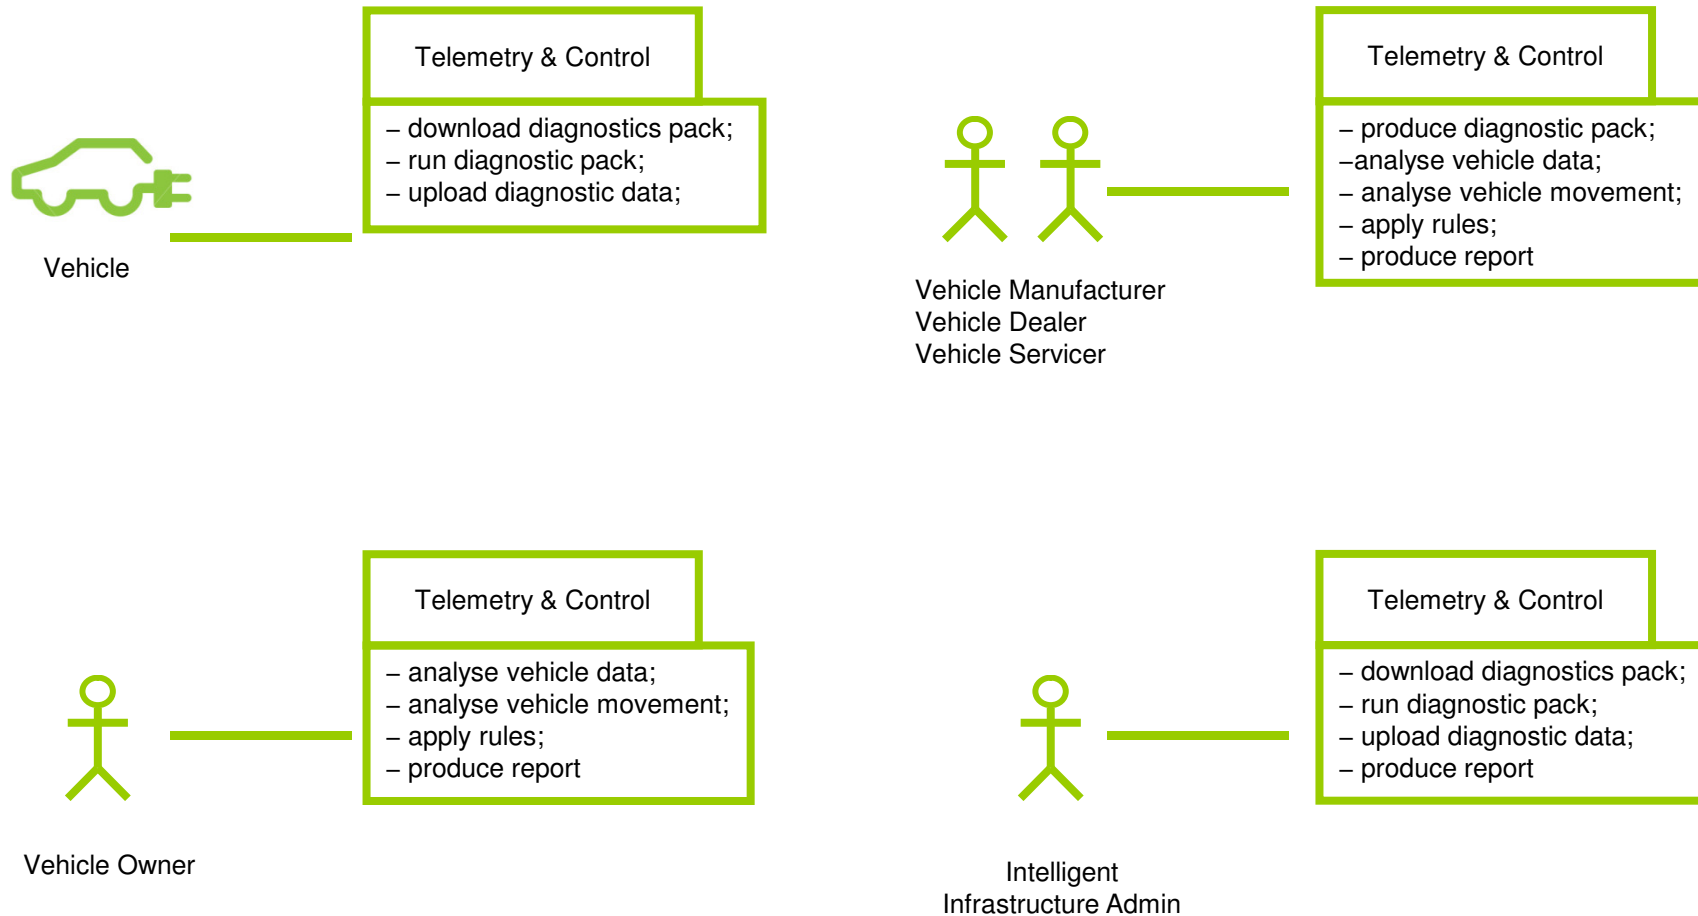 Telemetry & Control
– download diagnostics pack;
– run diagnostic pack;
– upload diagnostic data;
Vehicle
Telemetry & Control
– produce diagnostic pack;
–analyse vehicle data;
– analyse vehicle movement;
– apply rules;
– produce report
Vehicle Manufacturer
Vehicle Dealer
Vehicle Servicer
Telemetry & Control
– analyse vehicle data;
– analyse vehicle movement;
– apply rules;
– produce report
Vehicle Owner
Telemetry & Control
– download diagnostics pack;
– run diagnostic pack;
– upload diagnostic data;
– produce report
Intelligent
Infrastructure Admin